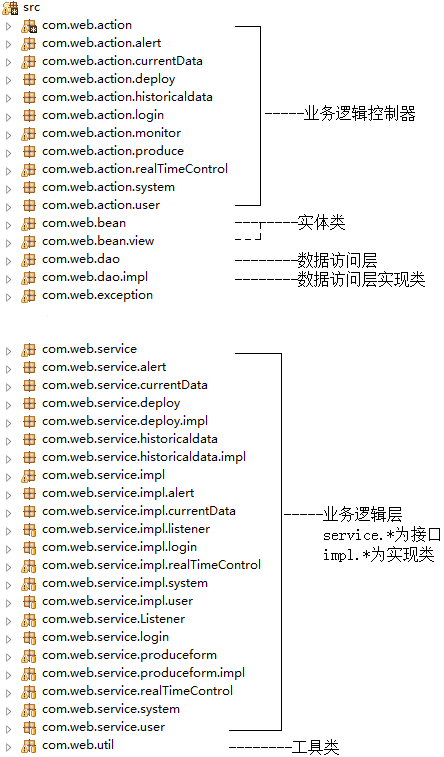 src
com.web.action
com.web.action.alert
com.web.action.currentData
com.web.action.deploy
com.web.action.historicaldata
com.web.action.login
业务逻辑控制器
com.web.action.monitor
com.web.action.produce
com.web.action.realTimeControl
com.web.action.system
com.web.action.user
com.web.bean
实体类
com.web.bean.view
com.web.dao
数据访问层
com.web.dao.impl
数据访问层实现类
com.web.exception
com.web.service
com.web.service.alert
com.web.service.currentData
com.web.service.deploy
com.web.service.deploy.impl
com.web.service.historicaldata
com.web.service.historicaldata.impl
com.web.service.impl
com.web.service.impl.alert
com.web.service.impl.currentData
业务逻辑层
com.web.service.impl.listener
service.*为接口
com.web.service.impl.login
impl.*为实现类
com.web.service.impl.realTimeControl
com.web.service.impl.system
com.web.service.impl.user
com.web.service.Listener
com.web.service.login
com.web.service.produceform
com.web.service.produceform.impl
com.web.service.realTimeControl
com.web.service.system
com.web.service.user
com.web.util
工具类